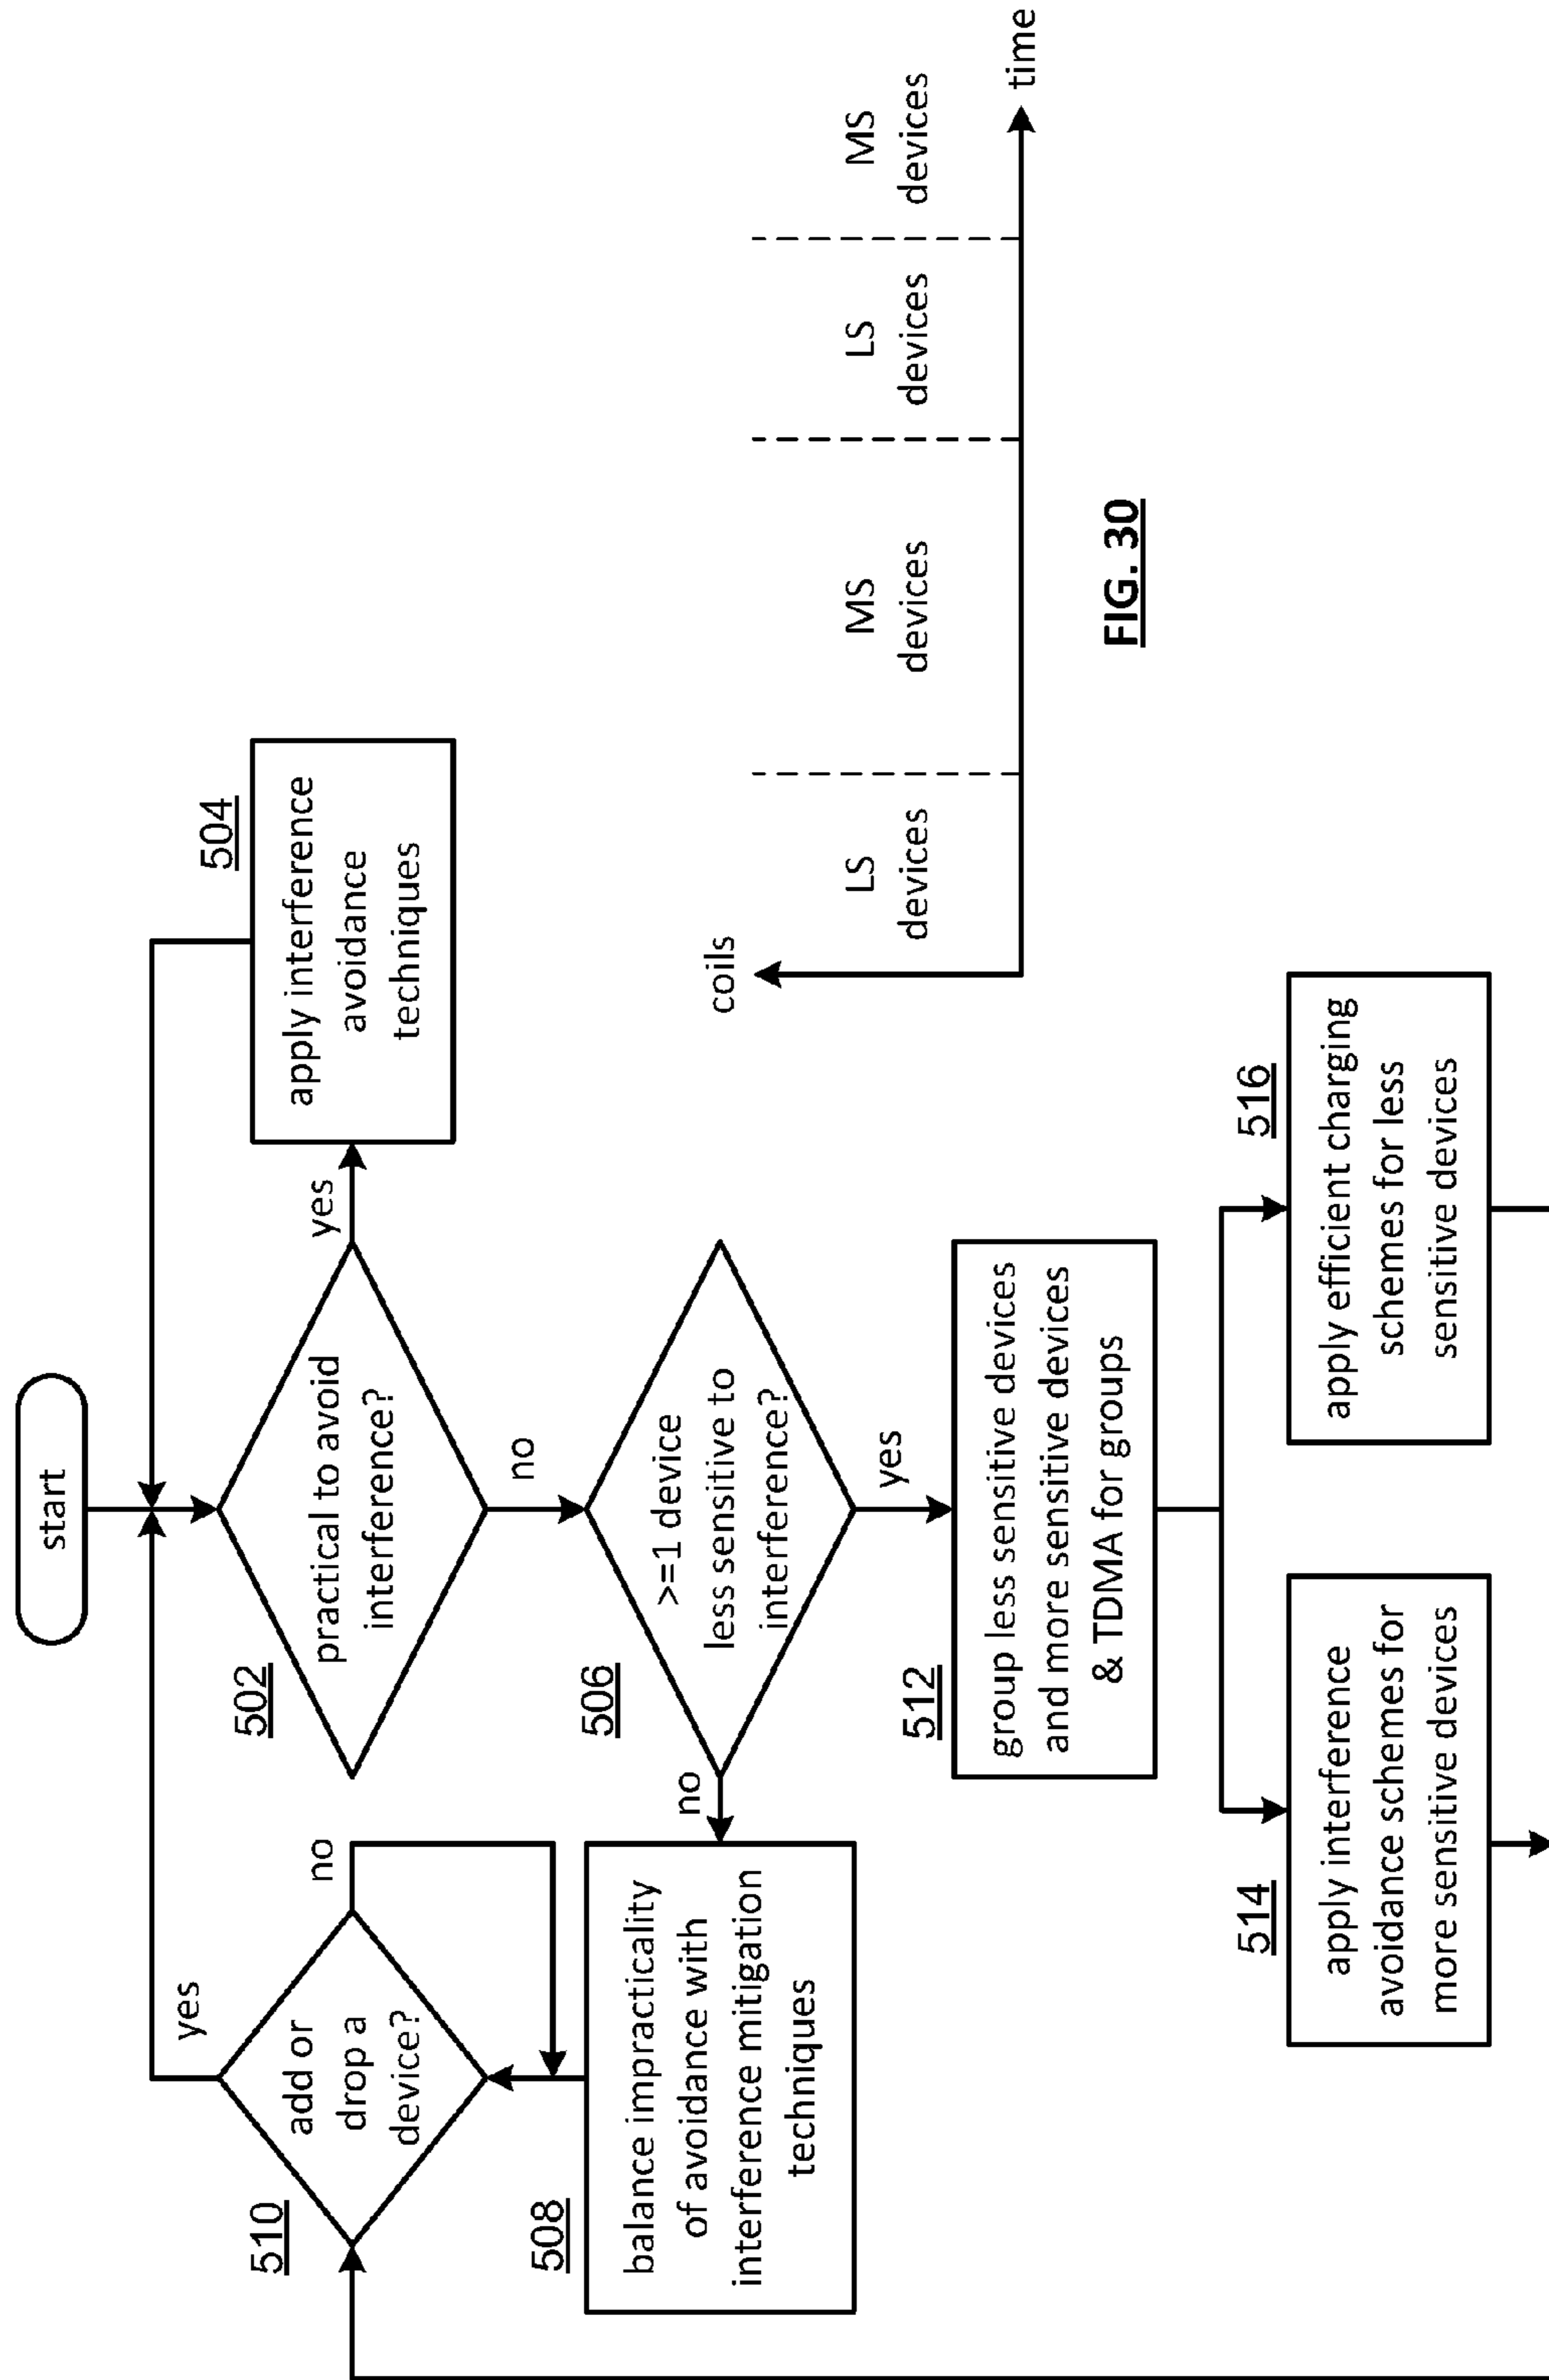 start
502
practical to avoid
interference?
yes
504
apply interference
avoidance
techniques
no
506
>=1 device
less sensitive to
interference?
no
508
balance impracticality
of avoidance with
interference mitigation
techniques
510
add or
drop a
device?
yes
no
yes
512
group less sensitive devices
and more sensitive devices
& TDMA for groups
514
apply interference
avoidance schemes for
more sensitive devices
516
apply efficient charging
schemes for less
sensitive devices
coils
LS
devices
MS
devices
LS
devices
MS
devices
time
FIG. 30